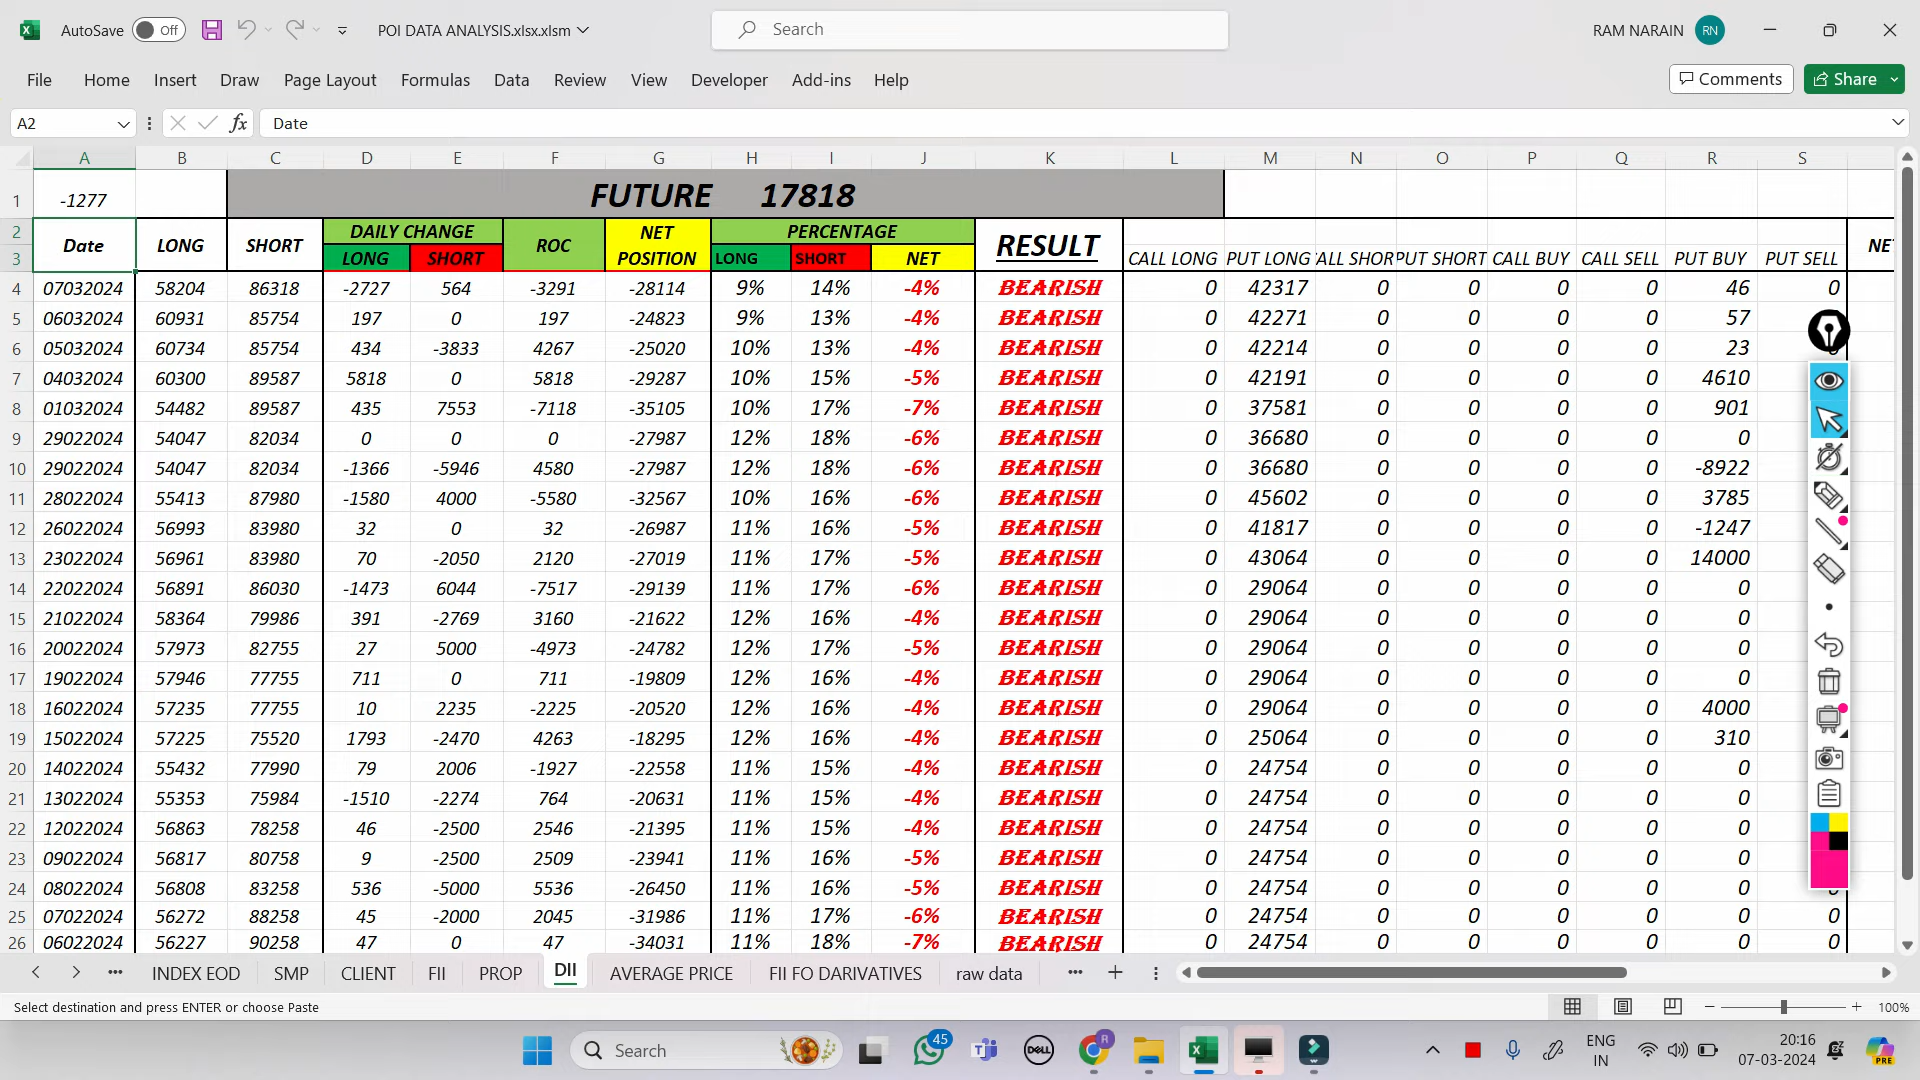 AutoSave Off POI DATA ANALYSIS.xlsx.xlsm Search RAM NARAIN RN
File Home Insert Draw Page Layout Formulas Data Review View Developer Add-ins Help Comments Share
A2 fx Date
A B C D E F G H I J K L M N O P Q R S
1 -1277 FUTURE 17818
2 Date LONG SHORT DAILY CHANGE ROC NET POSITION PERCENTAGE RESULT
3 LONG SHORT LONG SHORT NET CALL LONG PUT LONG ALL SHOR PUT SHORT CALL BUY CALL SELL PUT BUY PUT SELL NE
4 07032024 58204 86318 -2727 564 -3291 -28114 9% 14% -4% BEARISH 0 42317 0 0 0 0 46 0
5 06032024 60931 85754 197 0 197 -24823 9% 13% -4% BEARISH 0 42271 0 0 0 0 57
6 05032024 60734 85754 434 -3833 4267 -25020 10% 13% -4% BEARISH 0 42214 0 0 0 0 23
7 04032024 60300 89587 5818 0 5818 -29287 10% 15% -5% BEARISH 0 42191 0 0 0 0 4610
8 01032024 54482 89587 435 7553 -7118 -35105 10% 17% -7% BEARISH 0 37581 0 0 0 0 901
9 29022024 54047 82034 0 0 0 -27987 12% 18% -6% BEARISH 0 36680 0 0 0 0 0
10 29022024 54047 82034 -1366 -5946 4580 -27987 12% 18% -6% BEARISH 0 36680 0 0 0 0 -8922
11 28022024 55413 87980 -1580 4000 -5580 -32567 10% 16% -6% BEARISH 0 45602 0 0 0 0 3785
12 26022024 56993 83980 32 0 32 -26987 11% 16% -5% BEARISH 0 41817 0 0 0 0 -1247
13 23022024 56961 83980 70 -2050 2120 -27019 11% 17% -5% BEARISH 0 43064 0 0 0 0 14000
14 22022024 56891 86030 -1473 6044 -7517 -29139 11% 17% -6% BEARISH 0 29064 0 0 0 0 0
15 21022024 58364 79986 391 -2769 3160 -21622 12% 16% -4% BEARISH 0 29064 0 0 0 0 0
16 20022024 57973 82755 27 5000 -4973 -24782 12% 17% -5% BEARISH 0 29064 0 0 0 0 0
17 19022024 57946 77755 711 0 711 -19809 12% 16% -4% BEARISH 0 29064 0 0 0 0 0
18 16022024 57235 77755 10 2235 -2225 -20520 12% 16% -4% BEARISH 0 29064 0 0 0 0 4000
19 15022024 57225 75520 1793 -2470 4263 -18295 12% 16% -4% BEARISH 0 25064 0 0 0 0 310
20 14022024 55432 77990 79 2006 -1927 -22558 11% 15% -4% BEARISH 0 24754 0 0 0 0 0
21 13022024 55353 75984 -1510 -2274 764 -20631 11% 15% -4% BEARISH 0 24754 0 0 0 0 0
22 12022024 56863 78258 46 -2500 2546 -21395 11% 15% -4% BEARISH 0 24754 0 0 0 0 0
23 09022024 56817 80758 9 -2500 2509 -23941 11% 16% -5% BEARISH 0 24754 0 0 0 0 0
24 08022024 56808 83258 536 -5000 5536 -26450 11% 16% -5% BEARISH 0 24754 0 0 0 0 0
25 07022024 56272 88258 45 -2000 2045 -31986 11% 17% -6% BEARISH 0 24754 0 0 0 0 0 0
26 06022024 56227 90258 47 0 47 -34031 11% 18% -7% BEARISH 0 24754 0 0 0 0 0 0
INDEX EOD SMP CLIENT FII PROP DII AVERAGE PRICE FII FO DARIVATIVES raw data
Select destination and press ENTER or choose Paste 100%
Search 45 DELL R ENG IN 20:16 07-03-2024 PRE